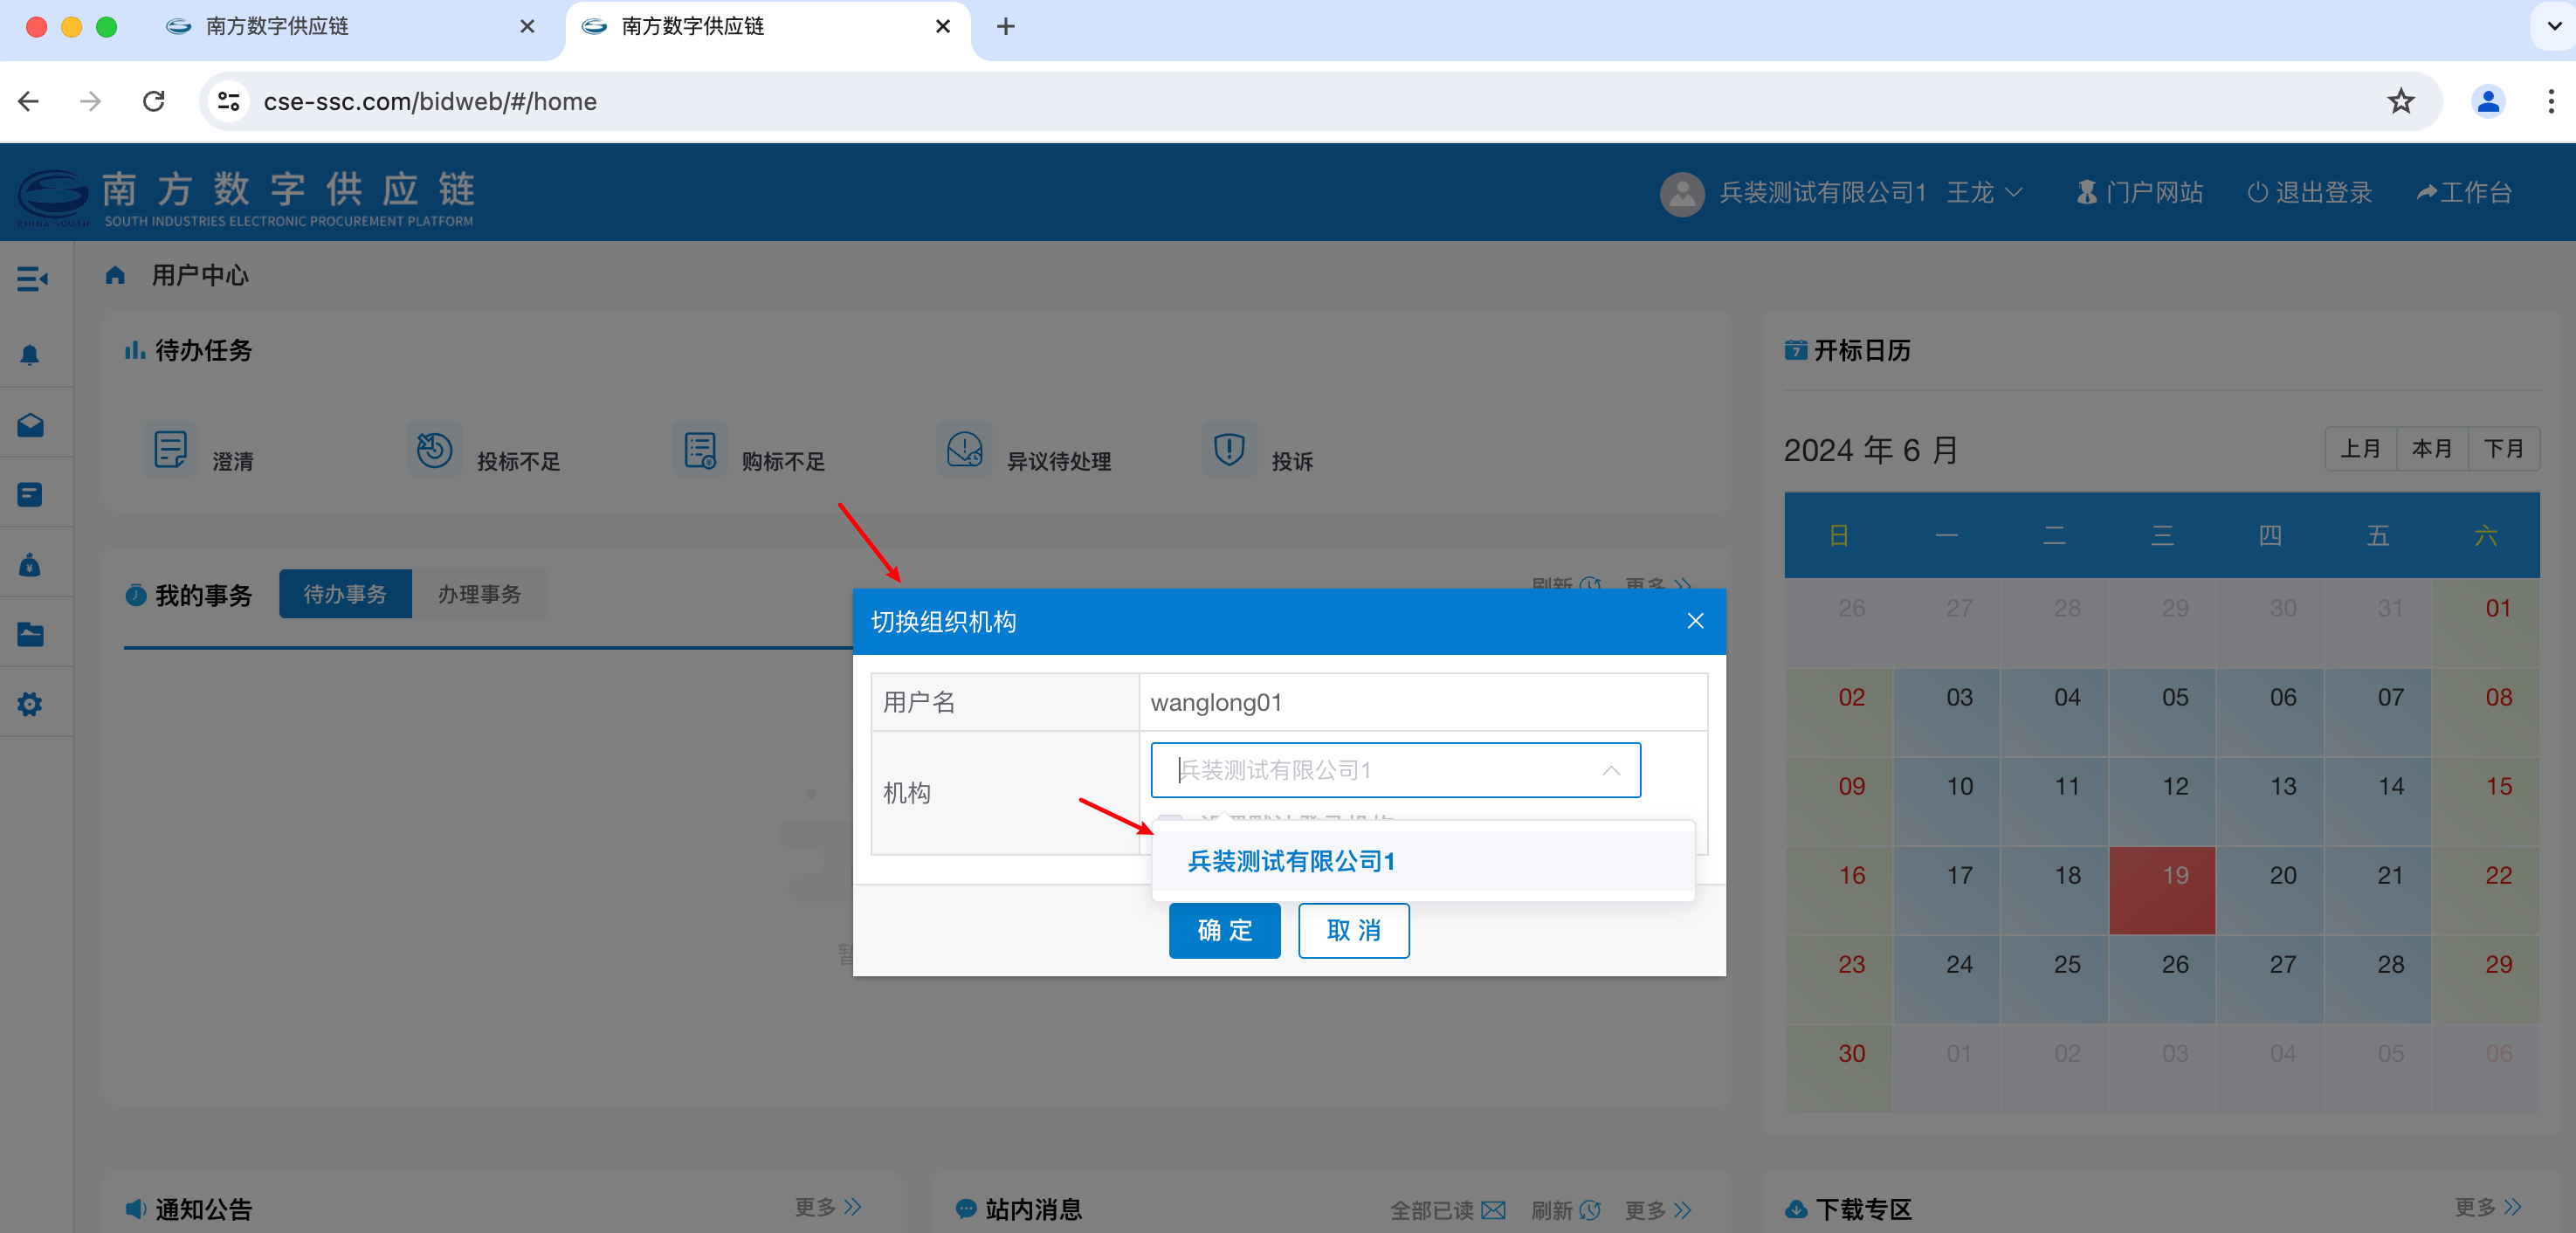 南方数字供应链
南方数字供应链
cse-ssc.com/bidweb/#/home
南方数字供应链
SOUTH INDUSTRIES ELECTRONIC PROCUREMENT PLATFORM
CHINA SOUTH
兵装测试有限公司1 王龙
门户网站
退出登录
工作台
用户中心
待办任务
澄清
投标不足
购标不足
异议待处理
投诉
我的事务
待办事务
办理事务
刷新
更多
切换组织机构
用户名
wanglong01
机构
兵装测试有限公司1
兵装测试有限公司1
确定
取消
暂
7 开标日历
2024 年 6 月
上月 本月 下月
日 一 二 三 四 五 六
26 27 28 29 30 31 01
02 03 04 05 06 07 08
09 10 11 12 13 14 15
16 17 18 19 20 21 22
23 24 25 26 27 28 29
30 01 02 03 04 05 06
通知公告
更多
站内消息
全部已读
刷新
更多
下载专区
更多